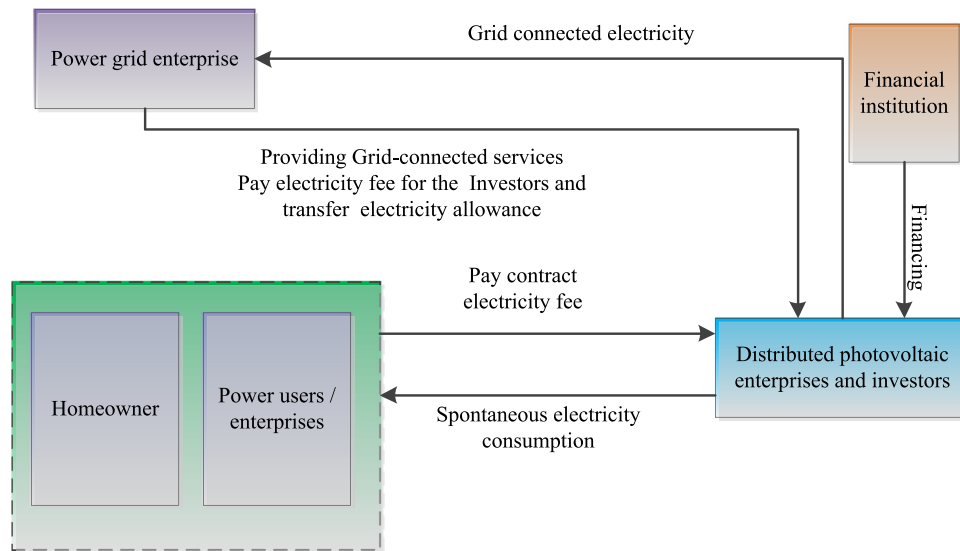 Grid connected electricity
Power grid enterprise
Financial
institution
Providing Grid-connected services
Pay electricity fee for the Investors and
transfer electricity allowance
Financing
Pay contract
electricity fee
Homeowner
Power users /
enterprises
Distributed photovoltaic
enterprises and investors
Spontaneous electricity
consumption